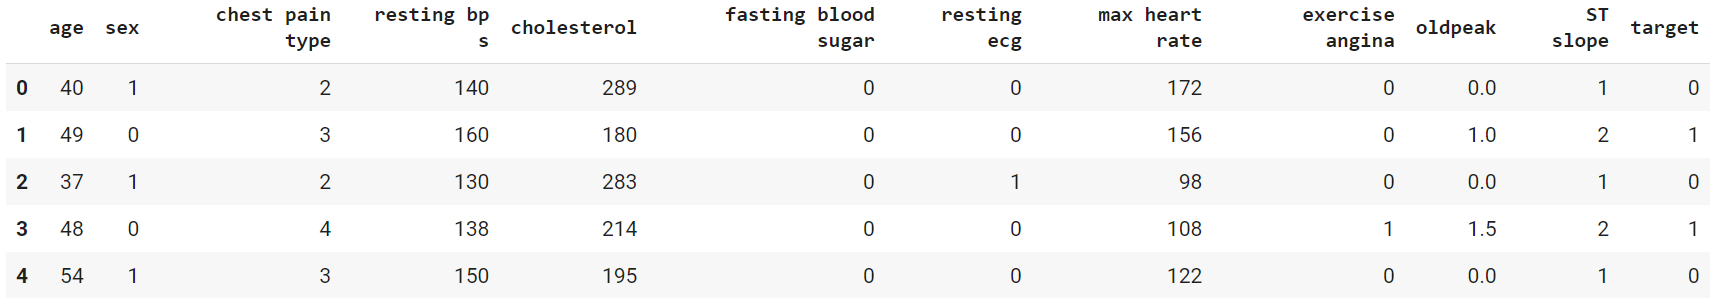 age sex chest pain type resting bp s cholesterol fasting blood sugar resting ecg max heart rate exercise angina oldpeak ST slope target
0 40 1 2 140 289 0 0 172 0 0.0 1 0
1 49 0 3 160 180 0 0 156 0 1.0 2 1
2 37 1 2 130 283 0 1 98 0 0.0 1 0
3 48 0 4 138 214 0 0 108 1 1.5 2 1
4 54 1 3 150 195 0 0 122 0 0.0 1 0